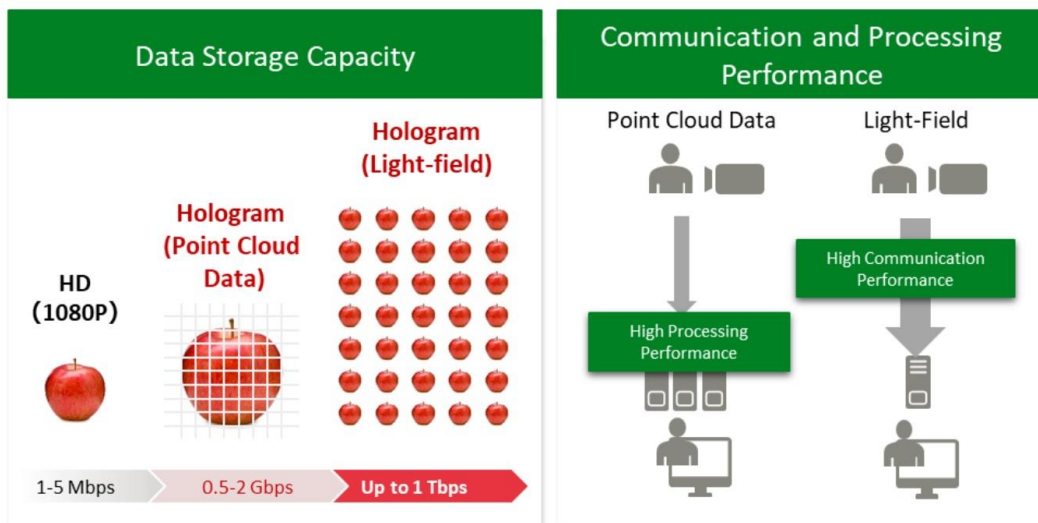 Data Storage Capacity
HD
(1080P)
Hologram
(Point Cloud
Data)
Hologram
(Light-field)
1-5 Mbps
0.5-2 Gbps
Up to 1 Tbps
Communication and Processing
Performance
Point Cloud Data
Light-Field
High Communication
Performance
High Processing
Performance